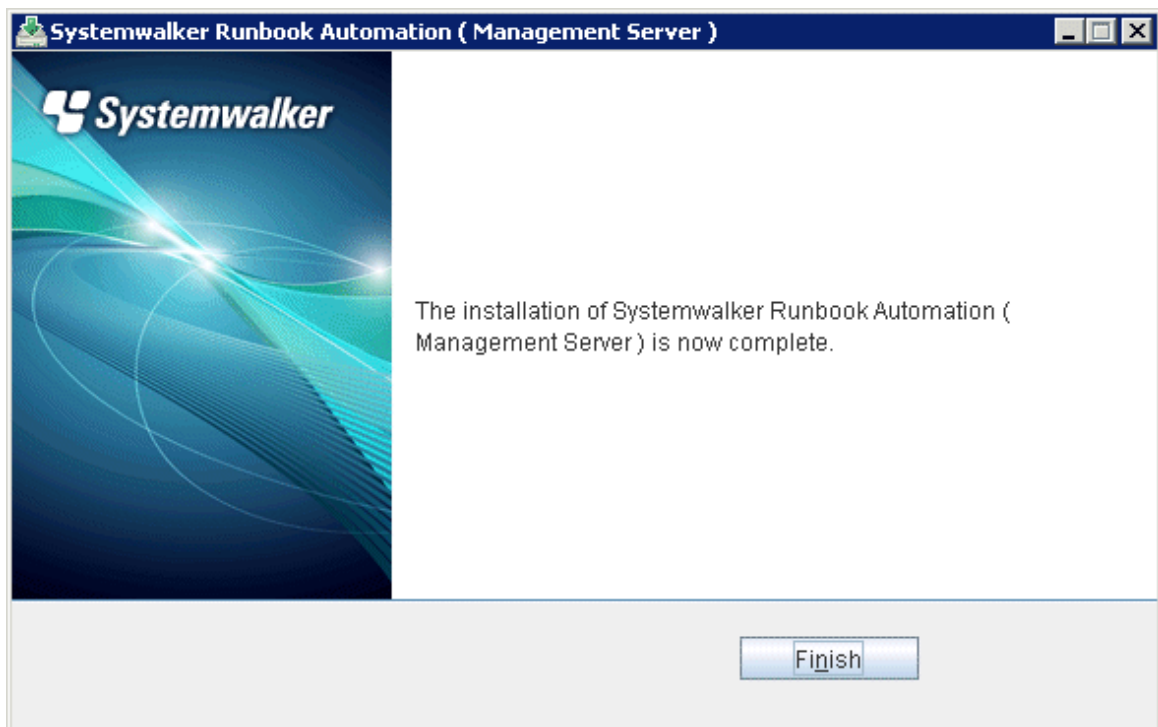 Systemwalker Runbook Automation ( Management Server )
Systemwalker
The installation of Systemwalker Runbook Automation (
Management Server ) is now complete.
Finish